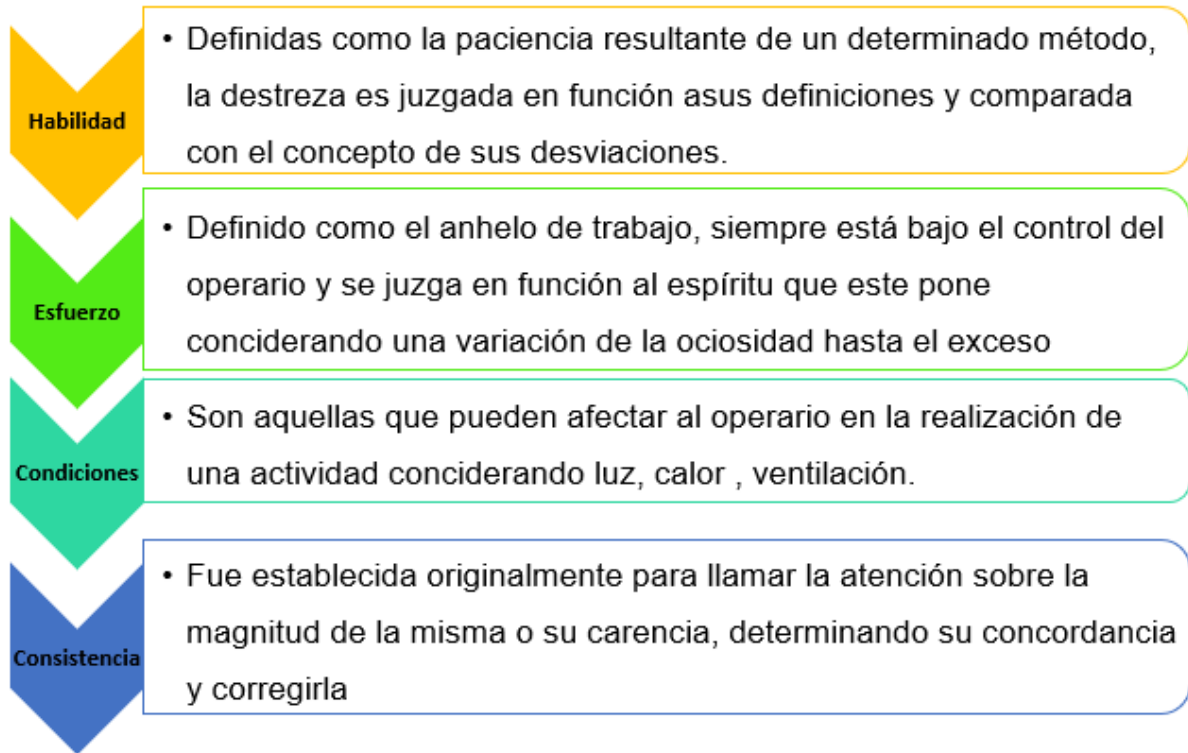 Habilidad
• Definidas como la paciencia resultante de un determinado método,
la destreza es juzgada en función asus definiciones y comparada
con el concepto de sus desviaciones.
Esfuerzo
• Definido como el anhelo de trabajo, siempre está bajo el control del
operario y se juzga en función al espíritu que este pone
conciderando una variación de la ociosidad hasta el exceso
Condiciones
• Son aquellas que pueden afectar al operario en la realización de
una actividad conciderando luz, calor , ventilación.
Consistencia
• Fue establecida originalmente para llamar la atención sobre la
magnitud de la misma o su carencia, determinando su concordancia
y corregirla